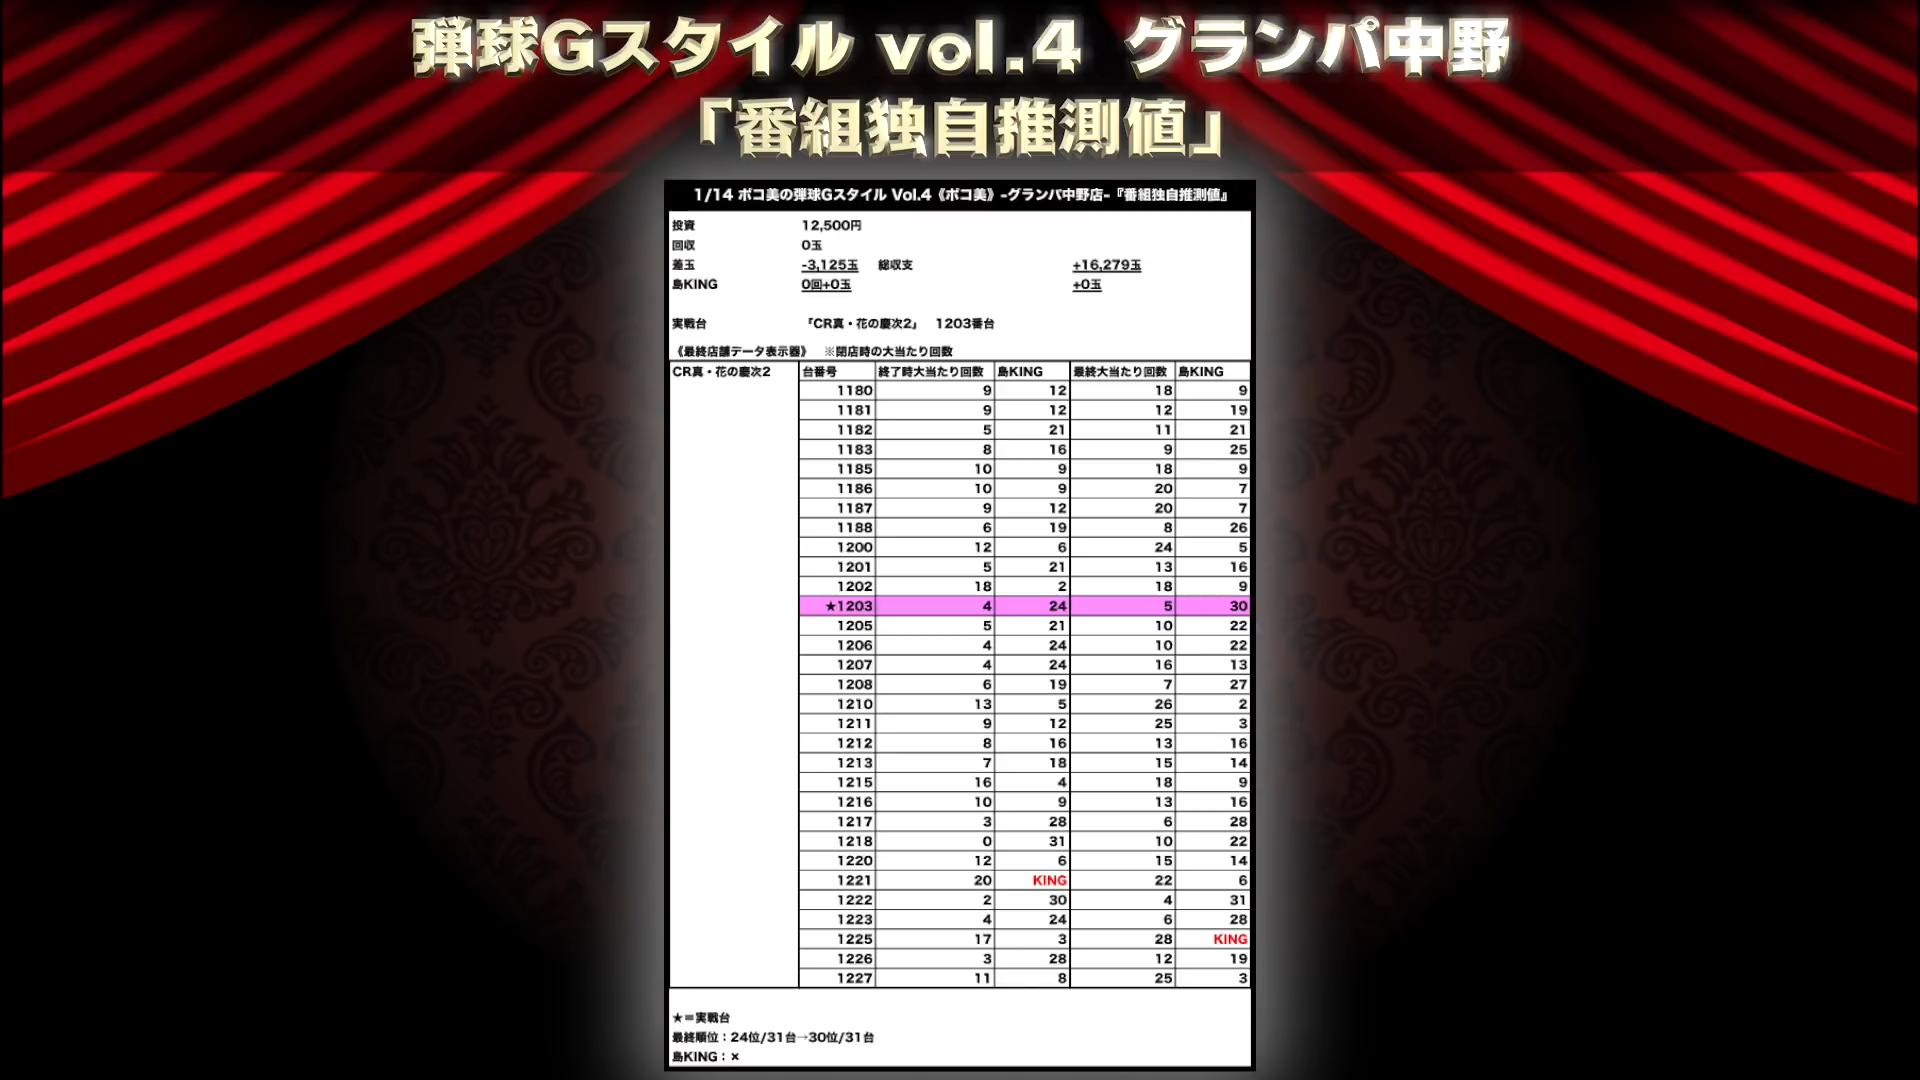 弾球Gスタイル vol.4 グランパ中野
「番組独自推測値」
1/14 ポコ美の弾球Gスタイル Vol.4《ポコ美》-グランパ中野店-『番組独自推測値』
投資 12,500円
回収 0玉
差玉 -3,125玉 総収支 +16,279玉
島KING 0回+0玉 +0玉
実戦台 『CR真・花の慶次2』 1203番台
《最終店舗データ表示器》 ※閉店時の大当たり回数
CR真・花の慶次2 台番号 終了時大当たり回数 島KING 最終大当たり回数 島KING
1180 9 12 18 9
1181 9 12 12 19
1182 5 21 11 21
1183 8 16 9 25
1185 10 9 18 9
1186 10 9 20 7
1187 9 12 20 7
1188 6 19 8 26
1200 12 6 24 5
1201 5 21 13 16
1202 18 2 18 9
★1203 4 24 5 30
1205 5 21 10 22
1206 4 24 10 22
1207 4 24 16 13
1208 6 19 7 27
1210 13 5 26 2
1211 9 12 25 3
1212 8 16 13 16
1213 7 18 15 14
1215 16 4 18 9
1216 10 9 13 16
1217 3 28 6 28
1218 0 31 10 22
1220 12 6 15 14
1221 20 KING 22 6
1222 2 30 4 31
1223 4 24 6 28
1225 17 3 28 KING
1226 3 28 12 19
1227 11 8 25 3
★＝実戦台
最終順位：24位/31台→30位/31台
島KING：×